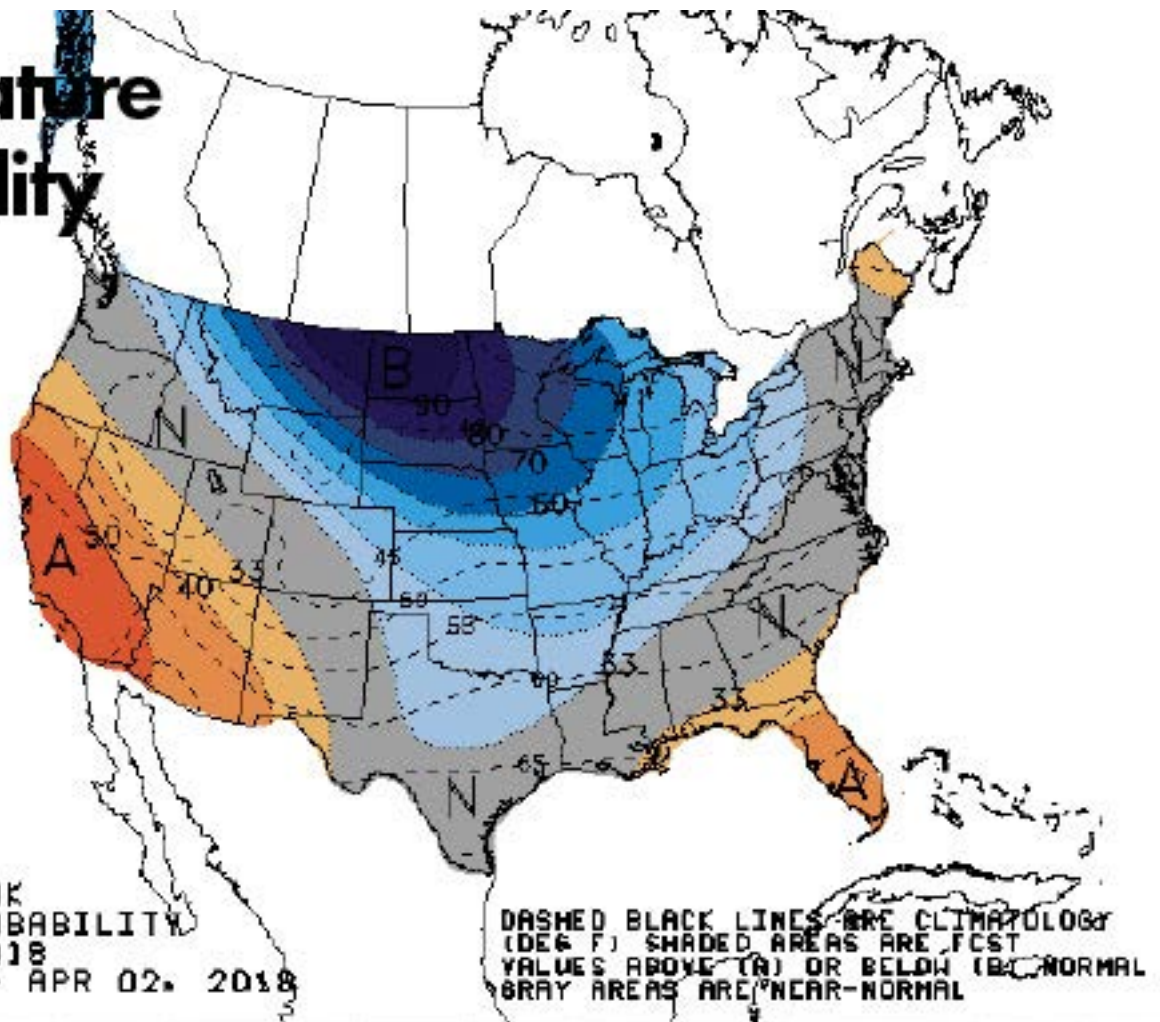 ature
lity
B
90
N
80
N
70
60
A
50
45
33
40
50
55
N
33
60
33
65
A
N
K
OBABILITY
018
APR 02, 2018
DASHED BLACK LINES ARE CLIMATOLOGY
(DEG F) SHADED AREAS ARE FCST
VALUES ABOVE (A) OR BELOW (B) NORMAL
GRAY AREAS ARE NEAR-NORMAL